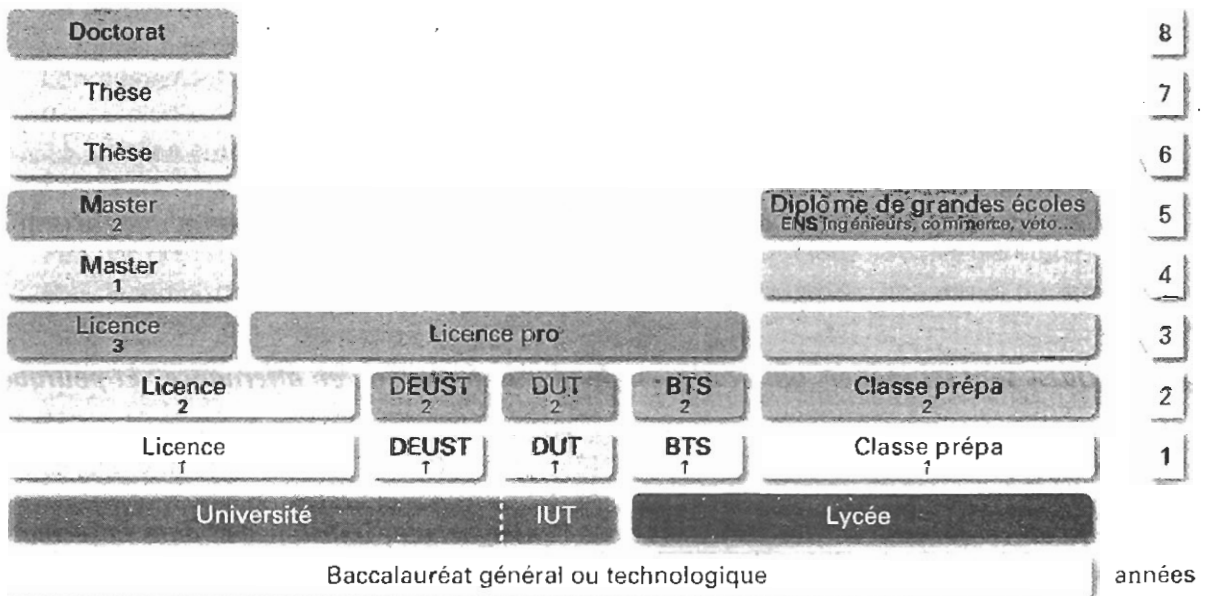 Doctorat 8
Thèse 7
Thèse 6
Master Diplôme de grandes écoles 5
2 ENS ingénieurs, commerce, véto...
Master 4
1
Licence Licence pro 3
3
Licence DEUST DUT BTS Classe prépa 2
2 2 2 2 2
Licence DEUST DUT BTS Classe prépa 1
1 1 1 1 1
Université IUT Lycée
Baccalauréat général ou technologique années